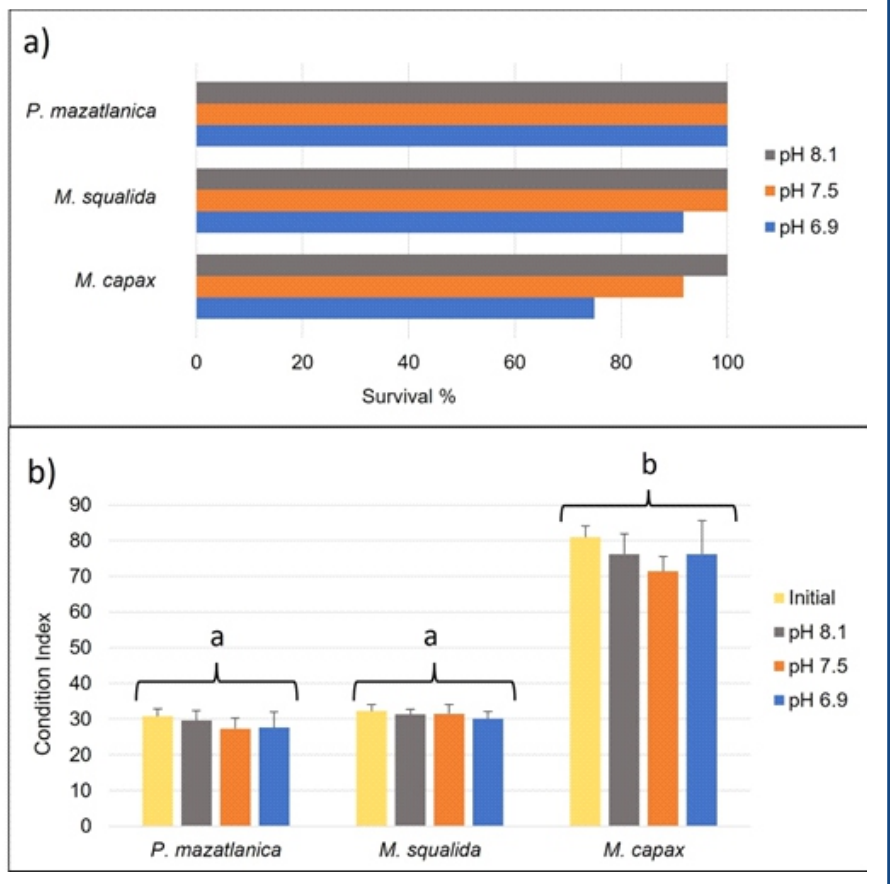 a)
P. mazatlanica
M. squalida
M. capax
0 20 40 60 80 100
Survival %
pH 8.1
pH 7.5
pH 6.9
b)
90
80
70
60
50
40
30
20
10
0
Condition Index
a
a
b
P. mazatlanica M. squalida M. capax
Initial
pH 8.1
pH 7.5
pH 6.9